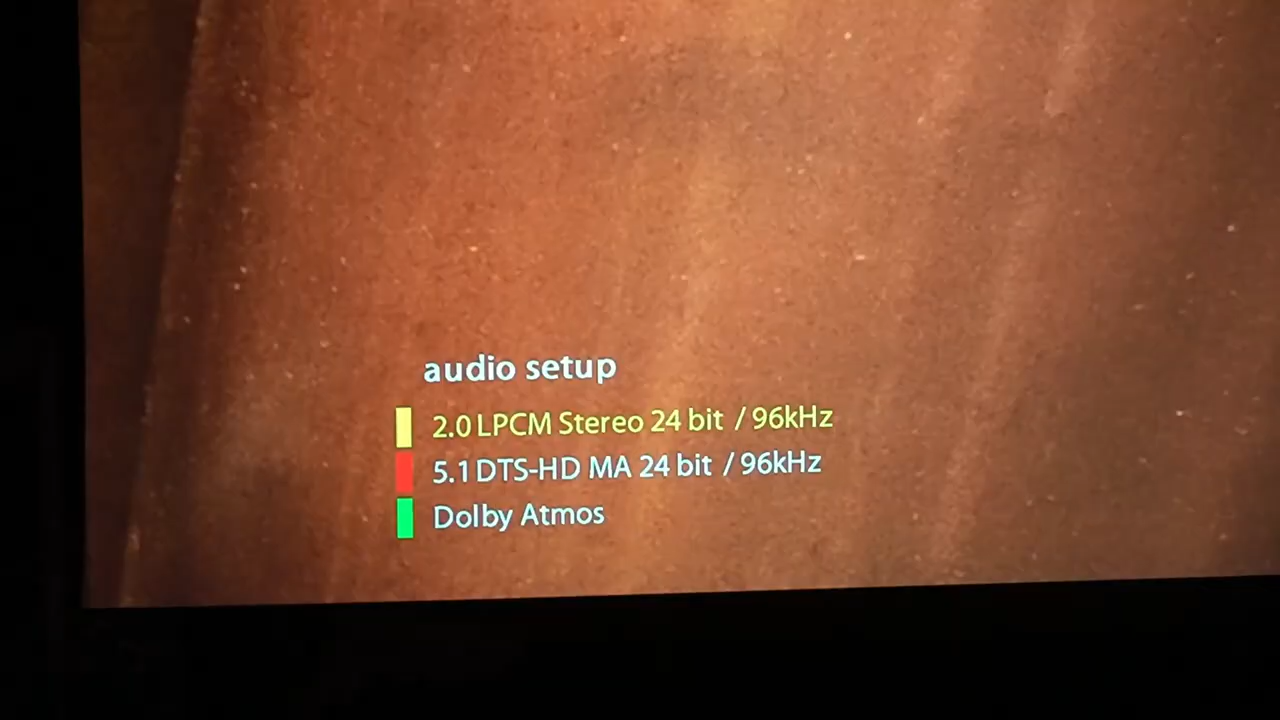 audio setup
2.0 LPCM Stereo 24 bit / 96kHz
5.1 DTS-HD MA 24 bit / 96kHz
Dolby Atmos